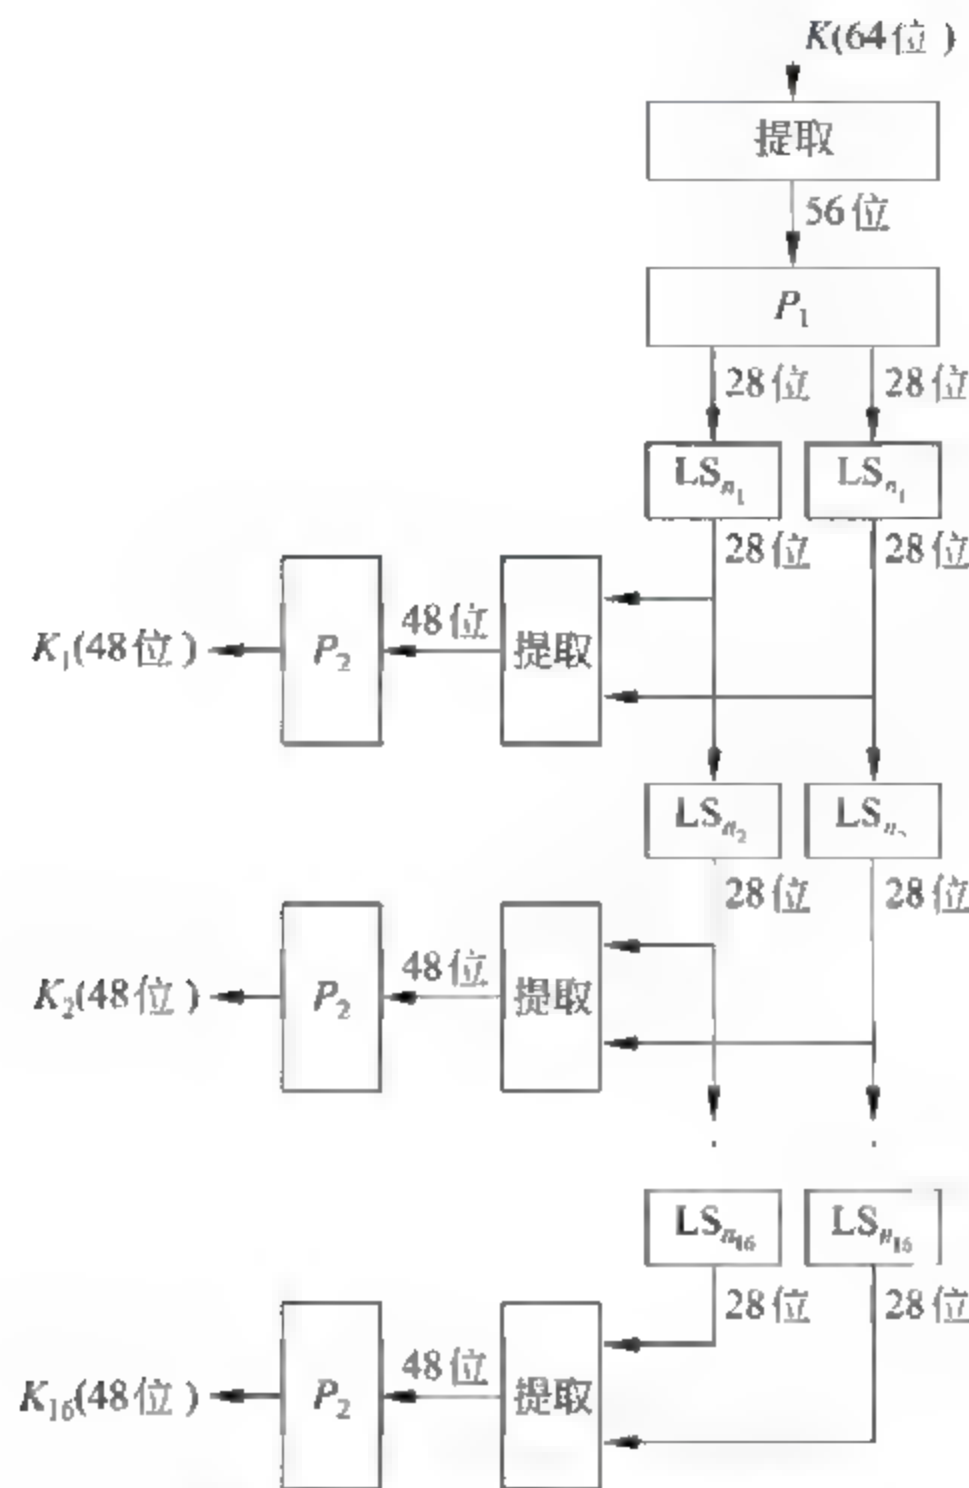 K(64位)
提取
56位
P₁
28位 28位
LSₙ₁ LSₙ₁
28位 28位
K₁(48位) P₂ 48位 提取
LSₙ₂ LSₙ₂
28位 28位
K₂(48位) P₂ 48位 提取
LSₙ₁₆ LSₙ₁₆
28位 28位
K₁₆(48位) P₂ 48位 提取